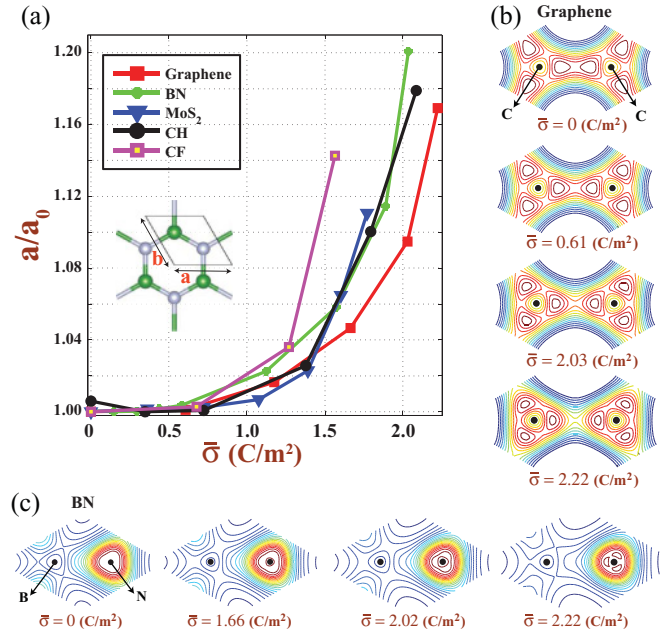 (a)
1.20
1.16
1.12
1.08
1.04
1.00
a/a0
Graphene
BN
MoS2
CH
CF
b
a
0
0.5
1.0
1.5
2.0
σ̄ (C/m²)
(b)
Graphene
C
C
σ̄ = 0 (C/m²)
σ̄ = 0.61 (C/m²)
σ̄ = 2.03 (C/m²)
σ̄ = 2.22 (C/m²)
(c)
BN
B
N
σ̄ = 0 (C/m²)
σ̄ = 1.66 (C/m²)
σ̄ = 2.02 (C/m²)
σ̄ = 2.22 (C/m²)